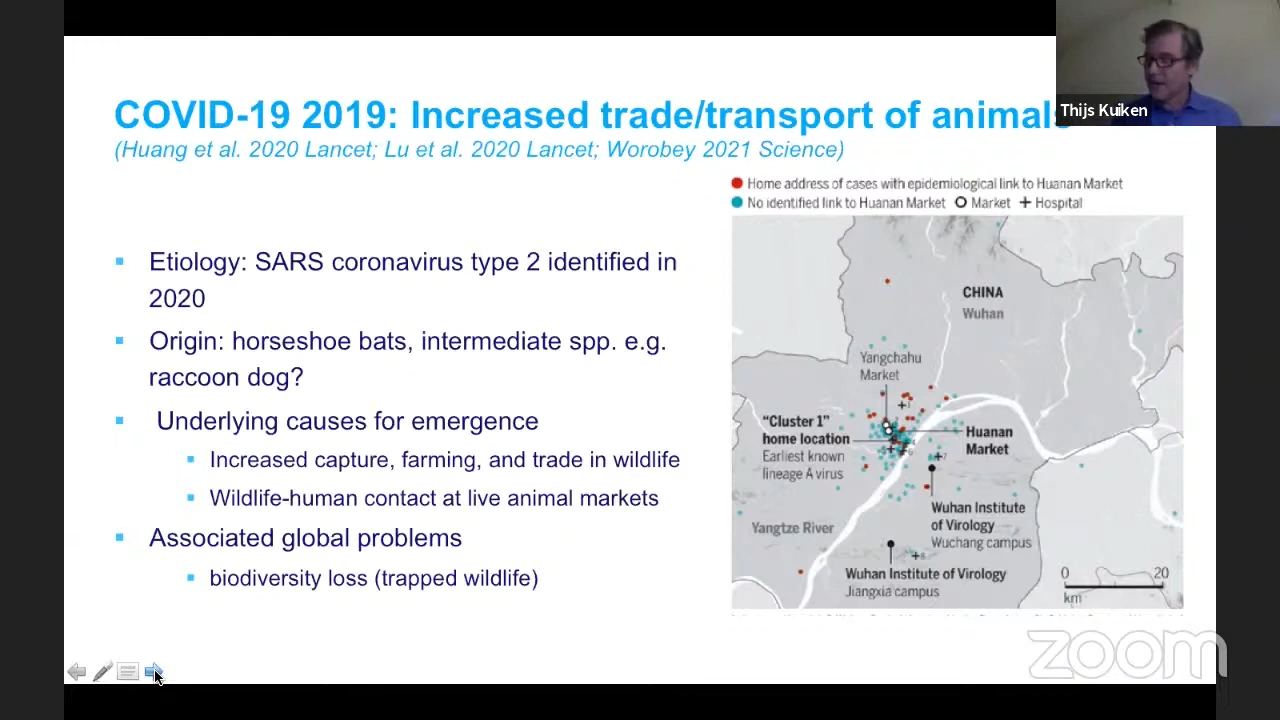 Thijs Kuiken
COVID-19 2019: Increased trade/transport of animals
(Huang et al. 2020 Lancet; Lu et al. 2020 Lancet; Worobey 2021 Science)
Home address of cases with epidemiological link to Huanan Market
No identified link to Huanan Market Market Hospital
Etiology: SARS coronavirus type 2 identified in
2020
Origin: horseshoe bats, intermediate spp. e.g.
raccoon dog?
Underlying causes for emergence
Increased capture, farming, and trade in wildlife
Wildlife-human contact at live animal markets
Associated global problems
biodiversity loss (trapped wildlife)
CHINA
Wuhan
Yangchahu
Market
"Cluster 1"
home location
Earliest known
lineage A virus
Huanan
Market
Wuhan Institute
of Virology
Wuchang campus
Yangtze River
Wuhan Institute of Virology
Jiangxia campus
0 20
km
zoom